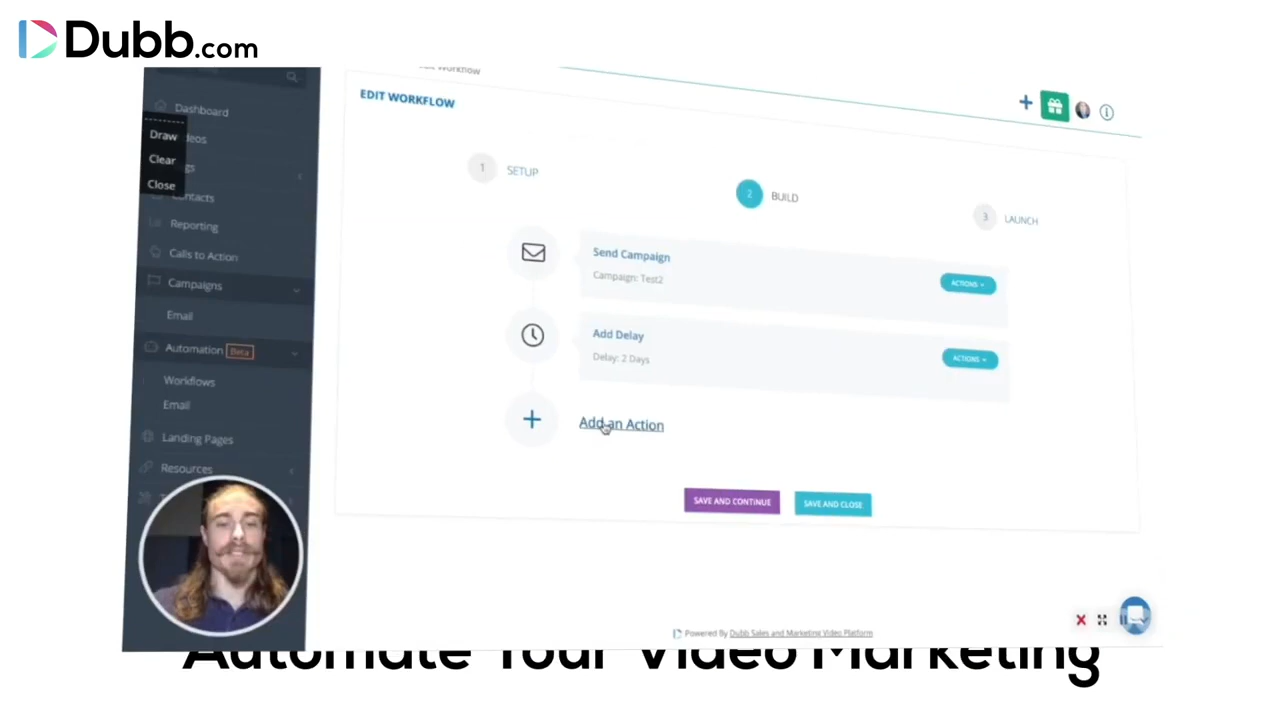 Dubb.com
Workflow
EDIT WORKFLOW
Dashboard
Draw
Clear
Close
Contacts
Reporting
Calls to Action
Campaigns
Email
Automation Beta
Workflows
Email
Landing Pages
Resources
1 SETUP
2 BUILD
3 LAUNCH
Send Campaign
Campaign: Test2
ACTIONS
Add Delay
Delay: 2 Days
ACTIONS
Add an Action
SAVE AND CONTINUE
SAVE AND CLOSE
Powered By Dubb Sales and Marketing Video Platform
Automate Your Video Marketing